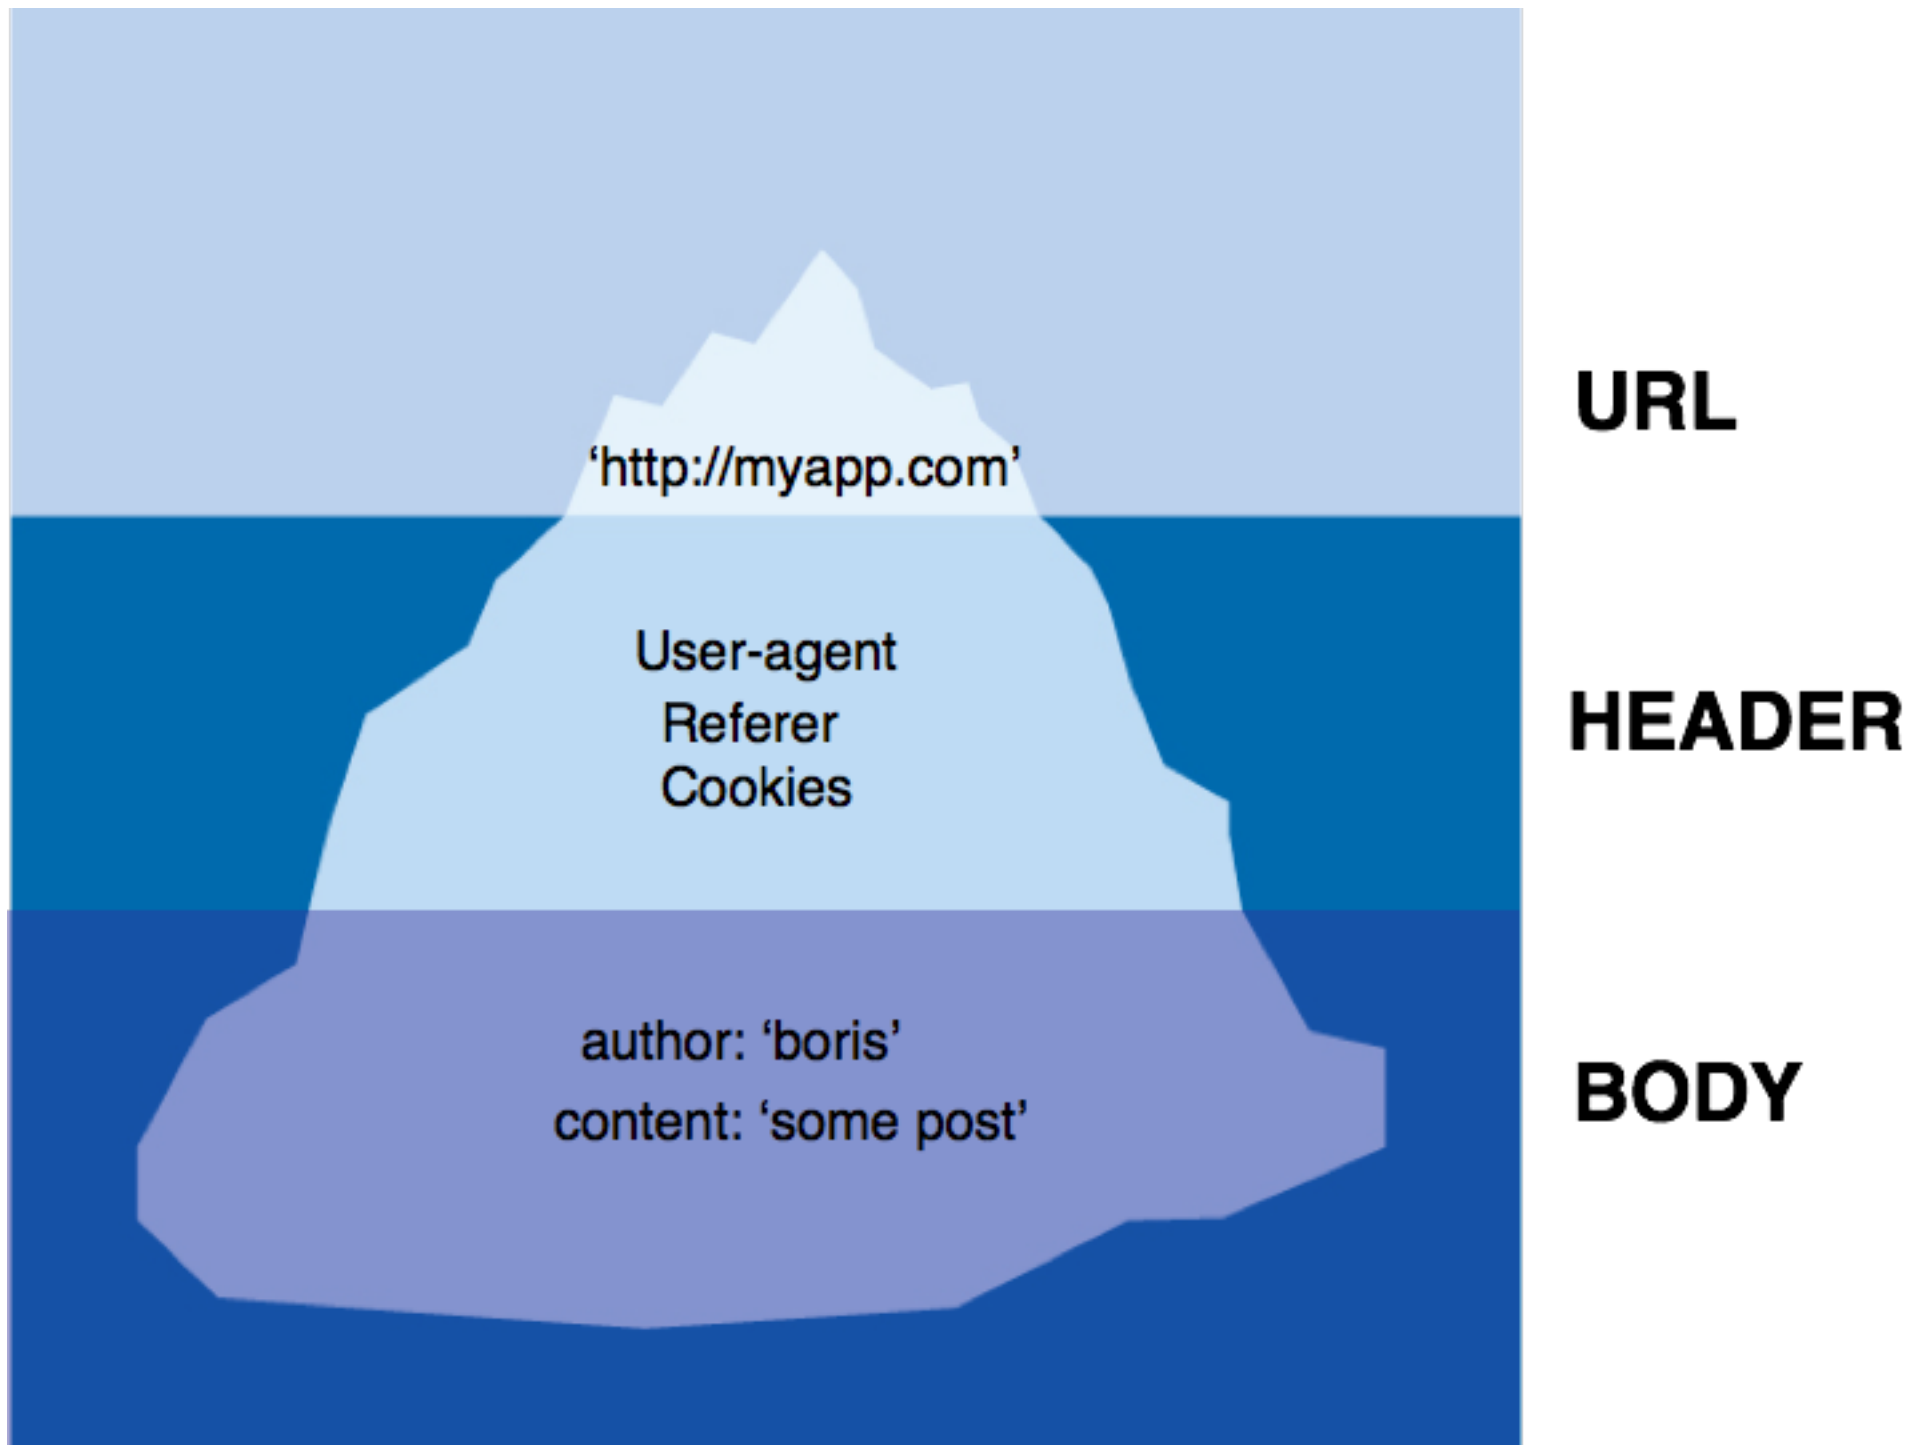 ‘http://myapp.com’
URL
User-agent
Referer
Cookies
HEADER
author: ‘boris’
content: ‘some post’
BODY